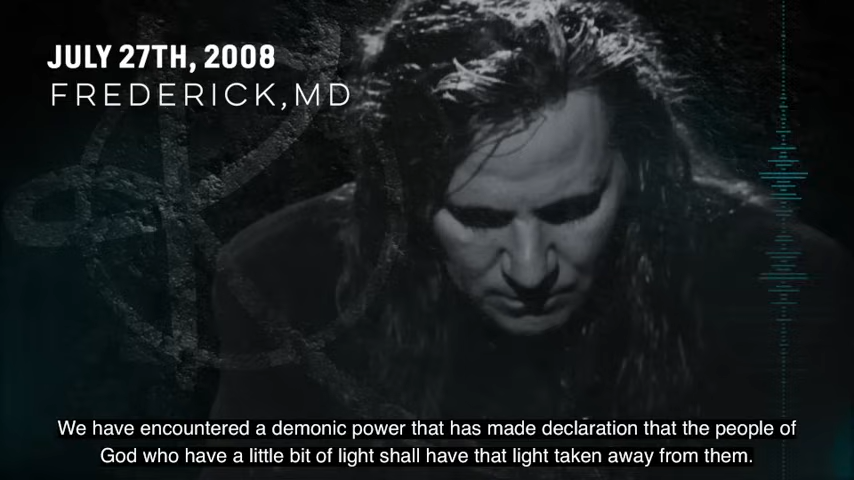 JULY 27TH, 2008
FREDERICK, MD
We have encountered a demonic power that has made declaration that the people of
God who have a little bit of light shall have that light taken away from them.